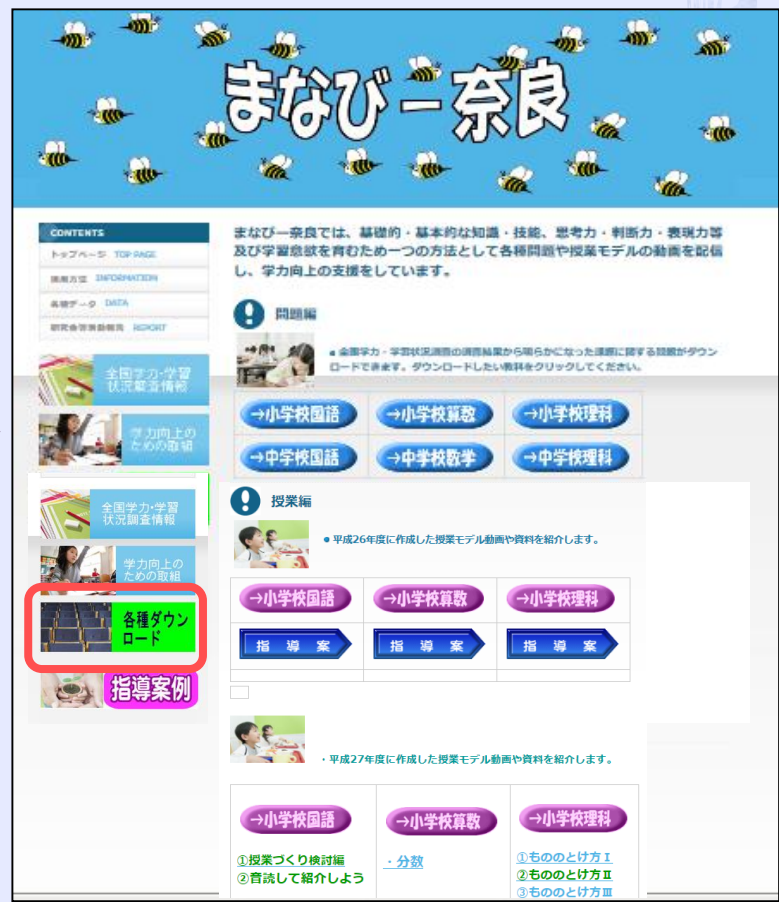 まなびー奈良
CONTENTS
トップページ TOP PAGE
活用方法 INFORMATION
各種データ DATA
研究会等活動報告 REPORT
全国学力・学習
状況調査情報
学力向上の
ための取組
全国学力・学習
状況調査情報
学力向上の
ための取組
各種ダウン
ロード
指導案例
まなびー奈良では、基礎的・基本的な知識・技能、思考力・判断力・表現力等
及び学習意欲を育むため一つの方法として各種問題や授業モデルの動画を配信
し、学力向上の支援をしています。
問題編
● 全国学力・学習状況調査の調査結果から明らかになった課題に関する問題がダウン
ロードできます。ダウンロードしたい教科をクリックしてください。
→小学校国語 →小学校算数 →小学校理科
→中学校国語 →中学校数学 →中学校理科
授業編
● 平成26年度に作成した授業モデル動画や資料を紹介します。
→小学校国語 →小学校算数 →小学校理科
指導案 指導案 指導案
・平成27年度に作成した授業モデル動画や資料を紹介します。
→小学校国語 →小学校算数 →小学校理科
①授業づくり検討編 ・分数 ①もののとけ方Ⅰ
②音読して紹介しよう ②もののとけ方Ⅱ
③もののとけ方Ⅲ